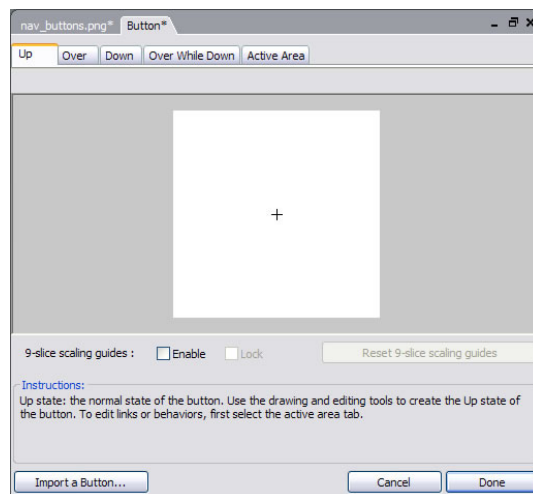 nav_buttons.png* Button*
Up Over Down Over While Down Active Area
9-slice scaling guides : Enable Lock Reset 9-slice scaling guides
Instructions:
Up state: the normal state of the button. Use the drawing and editing tools to create the Up state of
the button. To edit links or behaviors, first select the active area tab.
Import a Button... Cancel Done